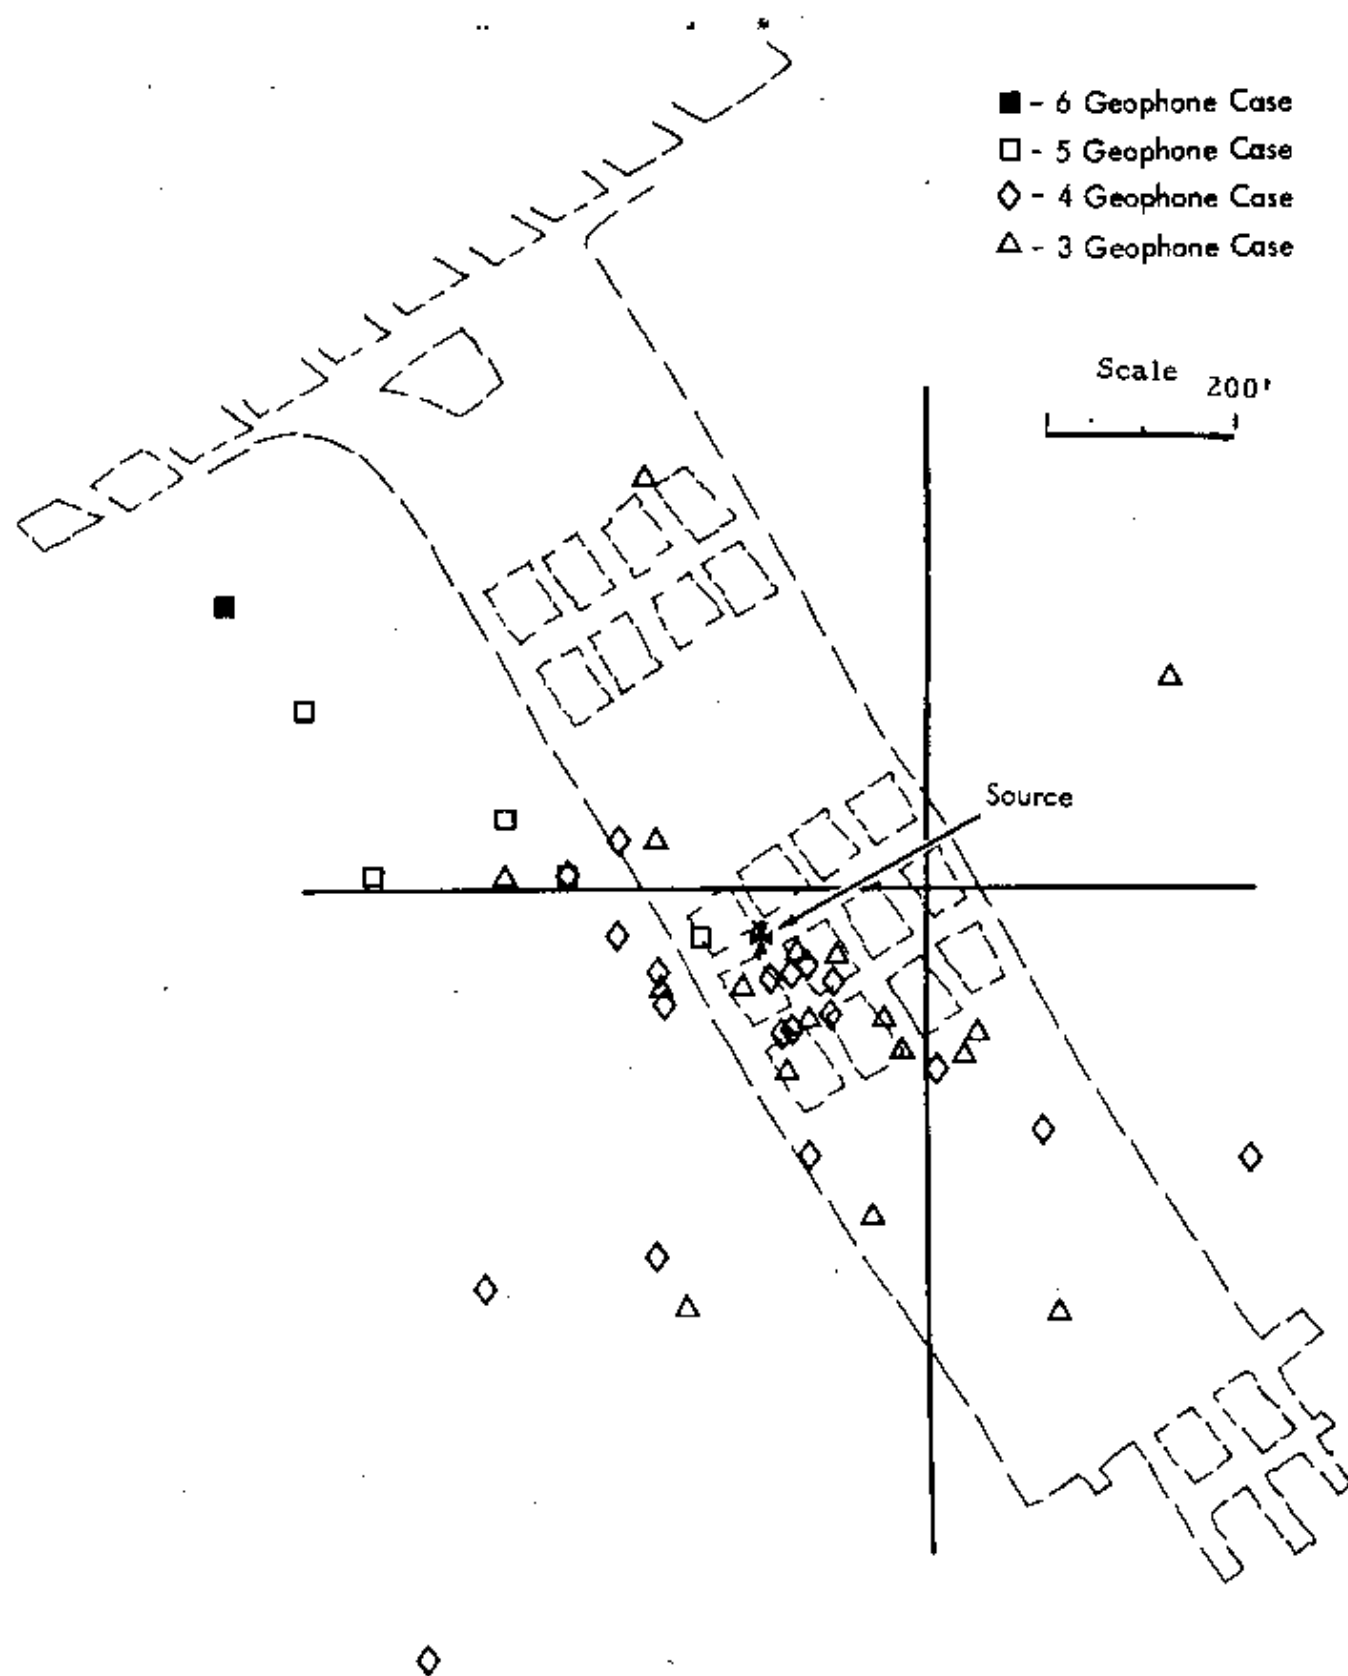 ■ - 6 Geophone Case
□ - 5 Geophone Case
◇ - 4 Geophone Case
△ - 3 Geophone Case
Scale 200'
Source